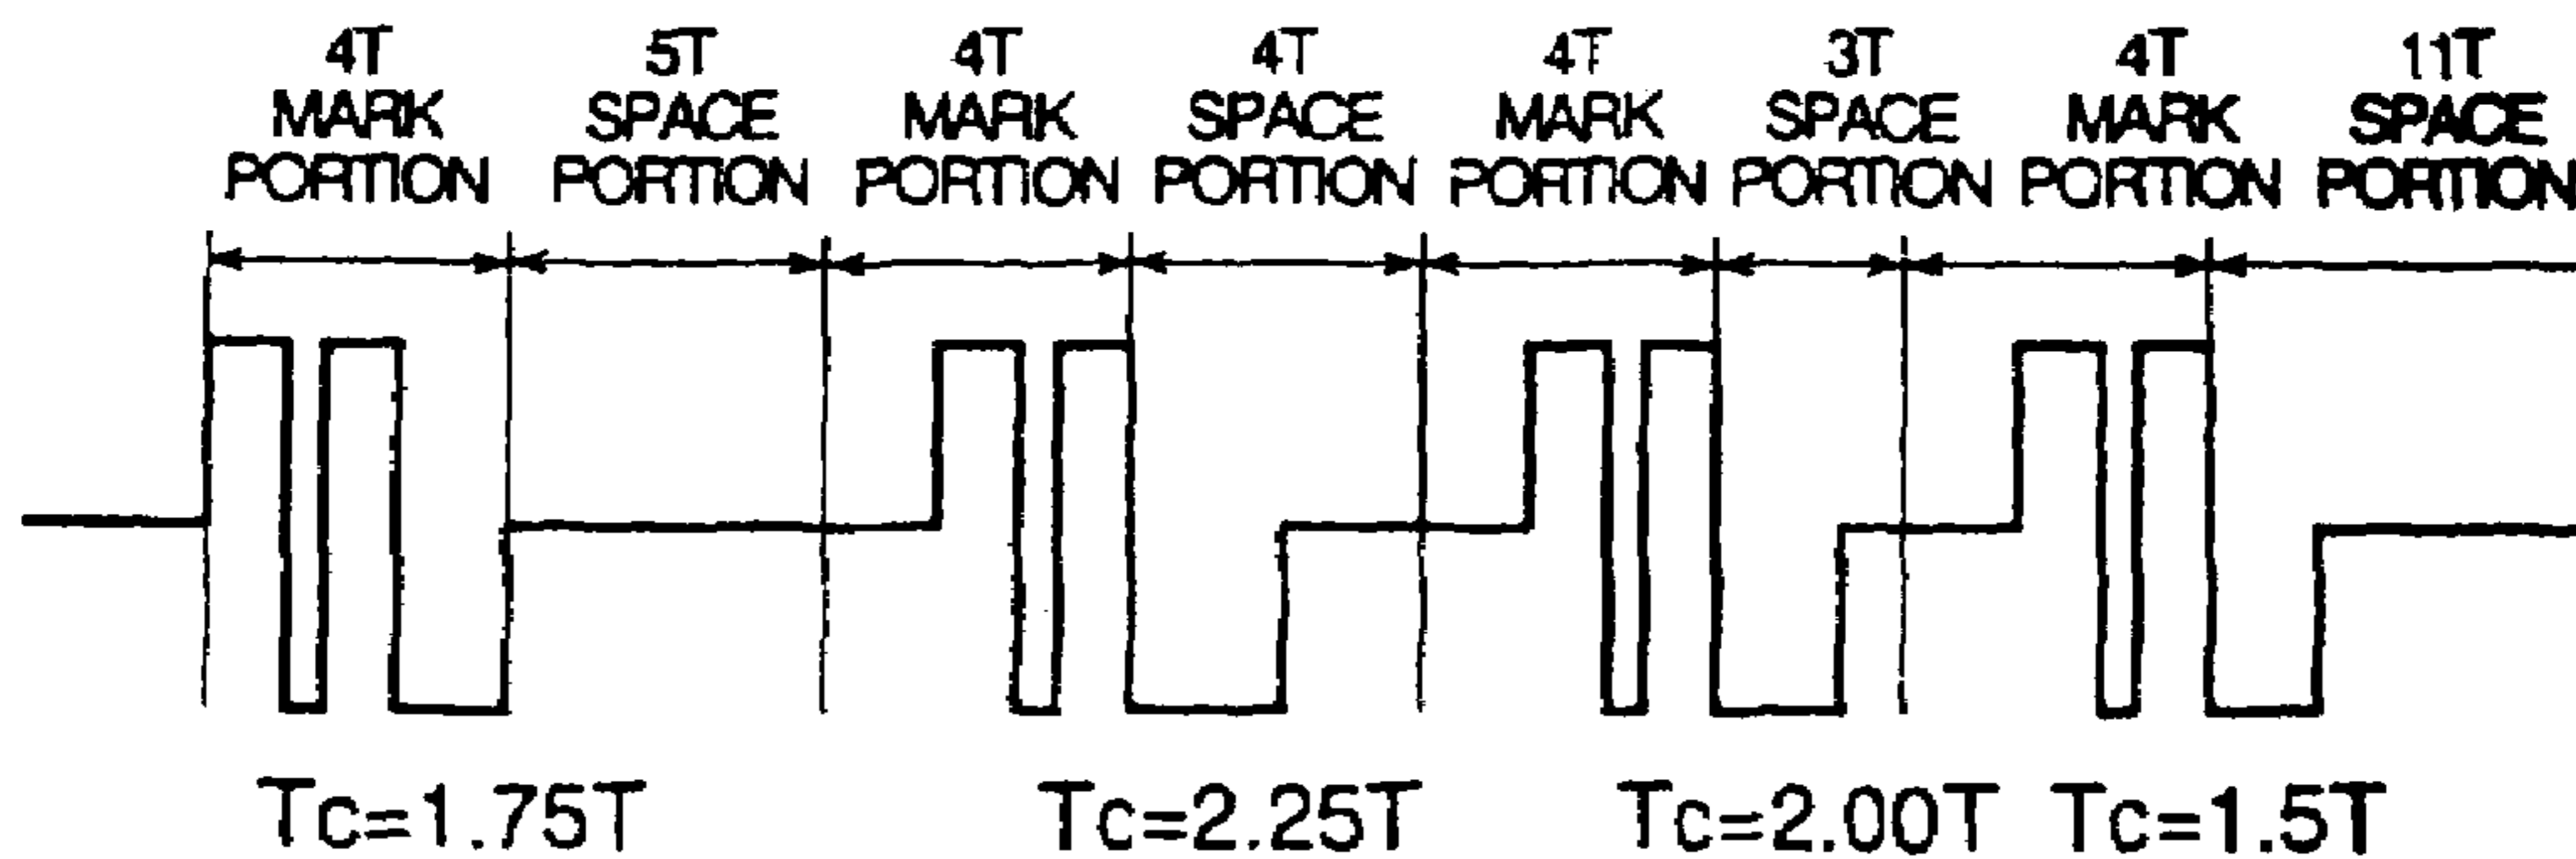 4T
MARK
PORTION
5T
SPACE
PORTION
4T
MARK
PORTION
4T
SPACE
PORTION
4T
MARK
PORTION
3T
SPACE
PORTION
4T
MARK
PORTION
11T
SPACE
PORTION
Tc=1.75T
Tc=2.25T
Tc=2.00T
Tc=1.5T